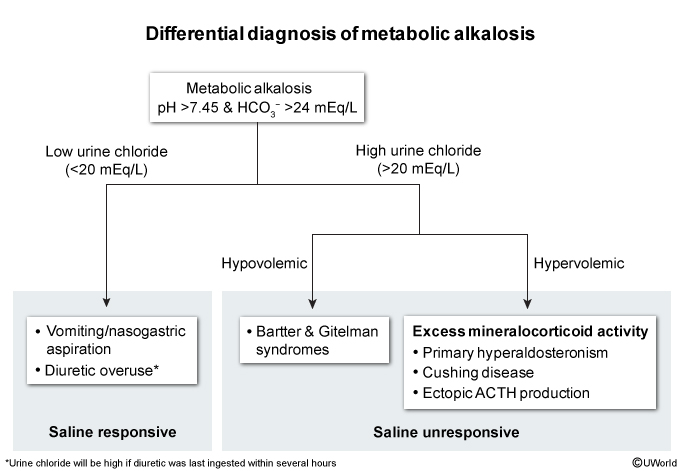 Differential diagnosis of metabolic alkalosis
Metabolic alkalosis
pH >7.45 & HCO₃⁻ >24 mEq/L
Low urine chloride
(<20 mEq/L)
High urine chloride
(>20 mEq/L)
Hypovolemic
Hypervolemic
• Vomiting/nasogastric
aspiration
• Diuretic overuse*
• Bartter & Gitelman
syndromes
Excess mineralocorticoid activity
• Primary hyperaldosteronism
• Cushing disease
• Ectopic ACTH production
Saline responsive
Saline unresponsive
*Urine chloride will be high if diuretic was last ingested within several hours
©UWorld